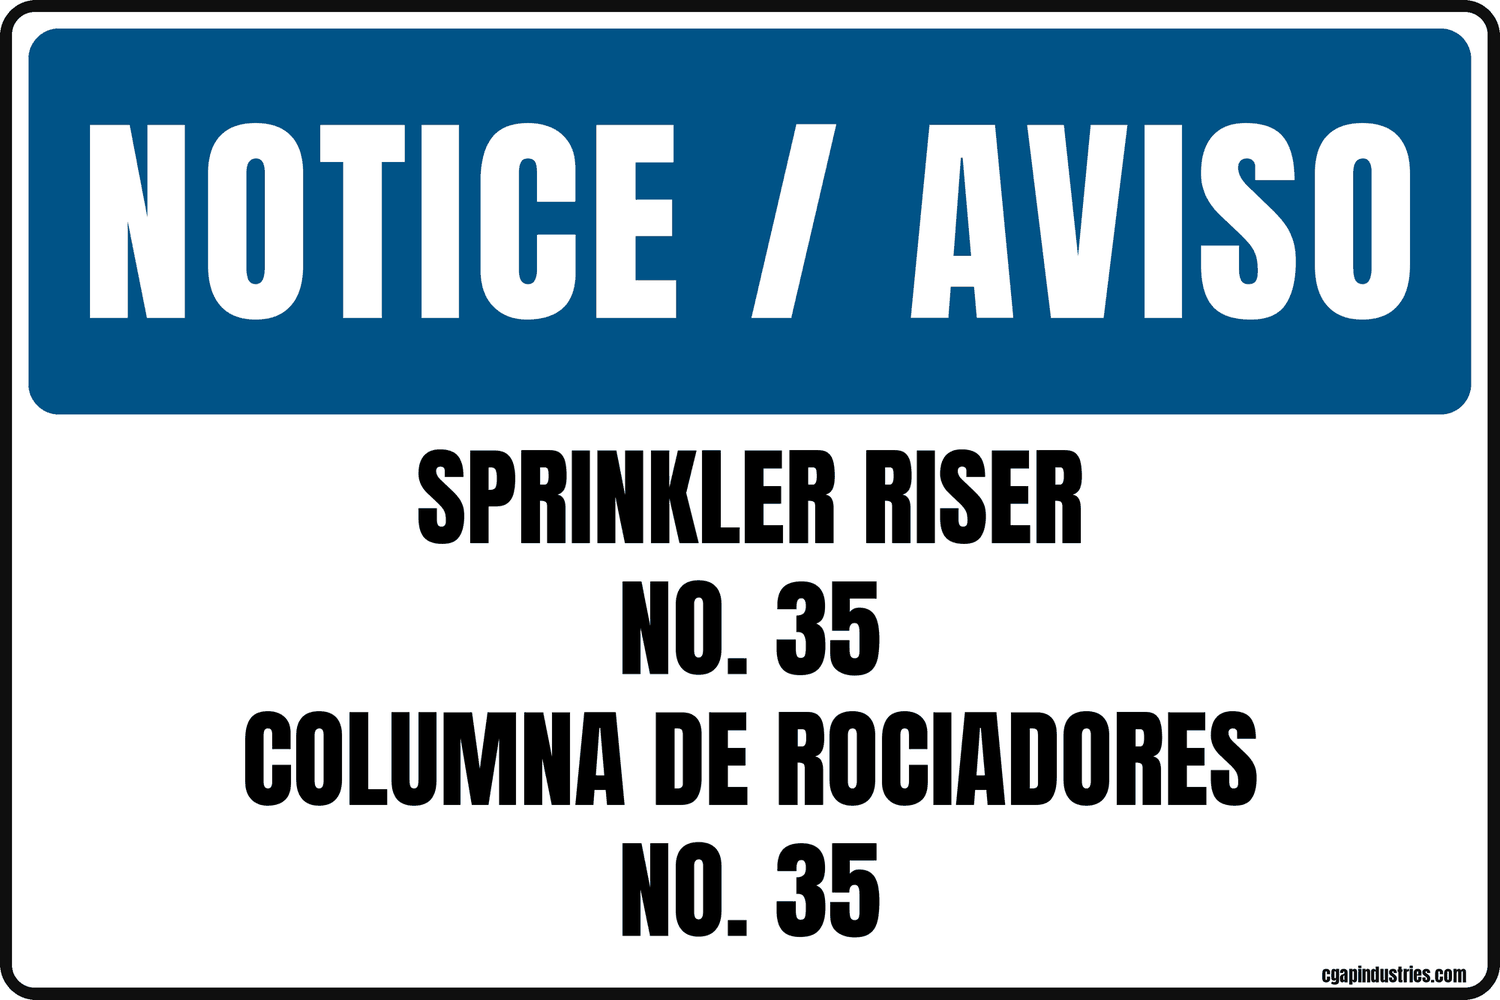 NOTICE / AVISO
SPRINKLER RISER
NO. 35
COLUMNA DE ROCIADORES
NO. 35
cgapindustries.com